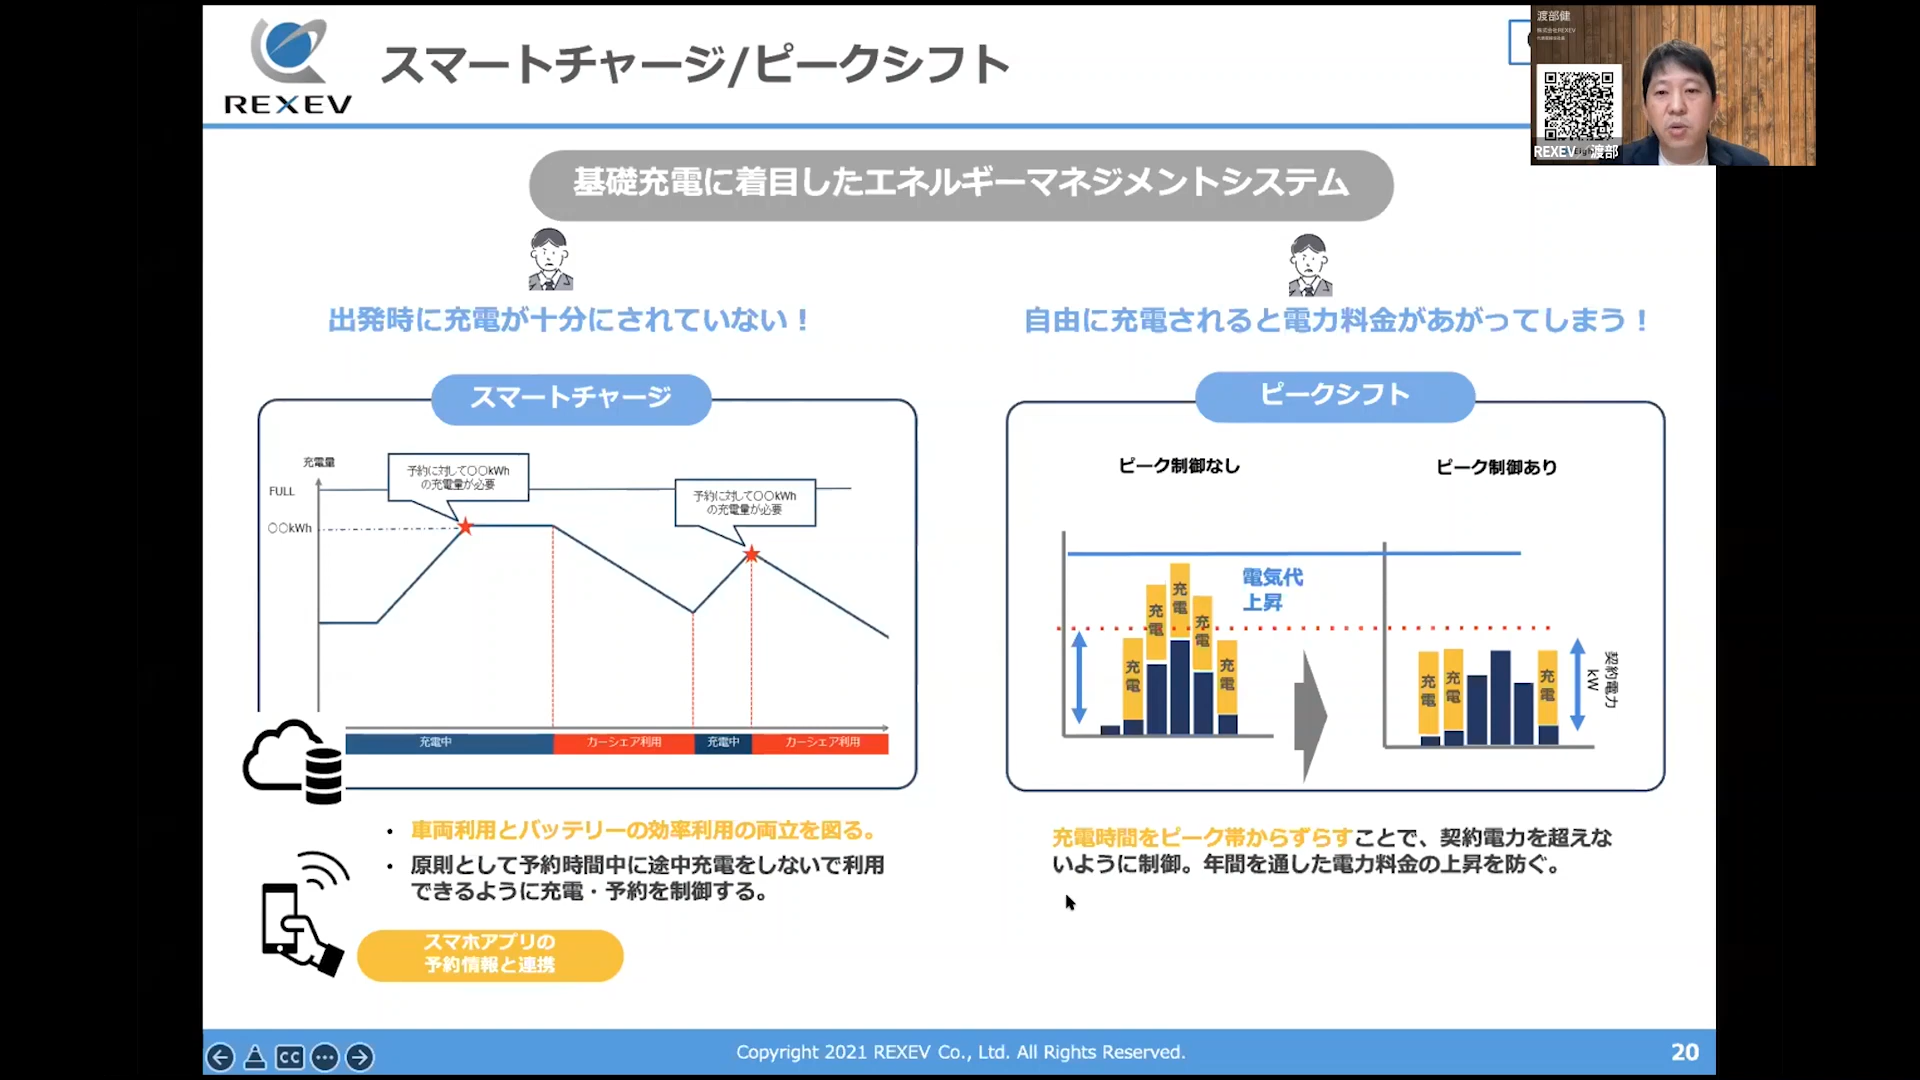 REXEV
スマートチャージ/ピークシフト
渡部健
株式会社REXEV
REXEV 渡部
基礎充電に着目したエネルギーマネジメントシステム
出発時に充電が十分にされていない！
自由に充電されると電力料金があがってしまう！
スマートチャージ
充電量
FULL
〇〇kWh
予約に対して〇〇kWh
の充電量が必要
予約に対して〇〇kWh
の充電量が必要
充電中
カーシェア利用
充電中
カーシェア利用
ピークシフト
ピーク制御なし
ピーク制御あり
電気代
上昇
充電
充電
充電
充電
充電
充電
充電
充電
契約電力
kW
・ 車両利用とバッテリーの効率利用の両立を図る。
・ 原則として予約時間中に途中充電をしないで利用
できるように充電・予約を制御する。
スマホアプリの
予約情報と連携
充電時間をピーク帯からずらすことで、契約電力を超えな
いように制御。年間を通した電力料金の上昇を防ぐ。
CC
Copyright 2021 REXEV Co., Ltd. All Rights Reserved.
20